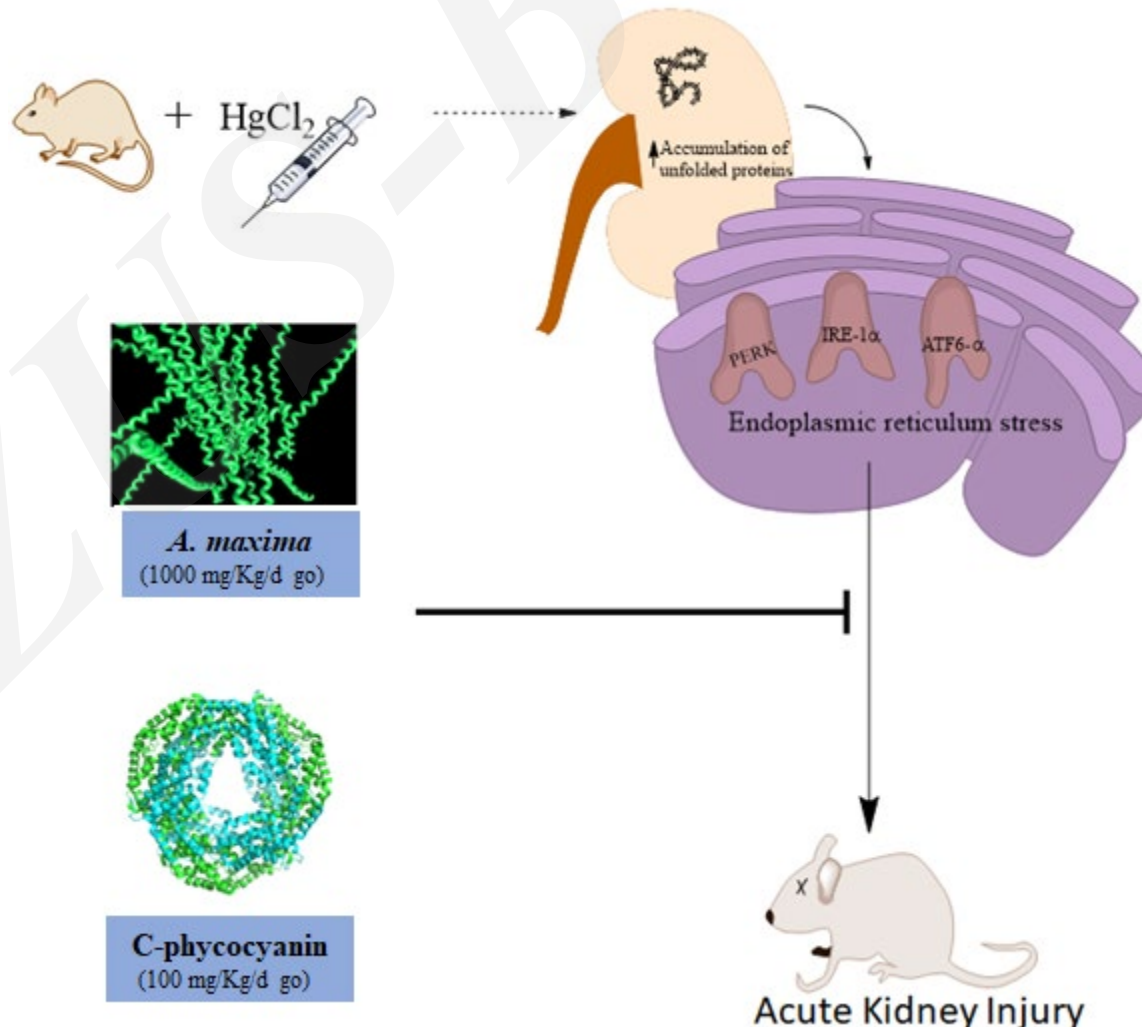 + HgCl₂
Accumulation of
unfolded proteins
PERK
IRE-1α
ATF6-α
Endoplasmic reticulum stress
A. maxima
(1000 mg/Kg/d go)
C-phycocyanin
(100 mg/Kg/d go)
x
Acute Kidney Injury